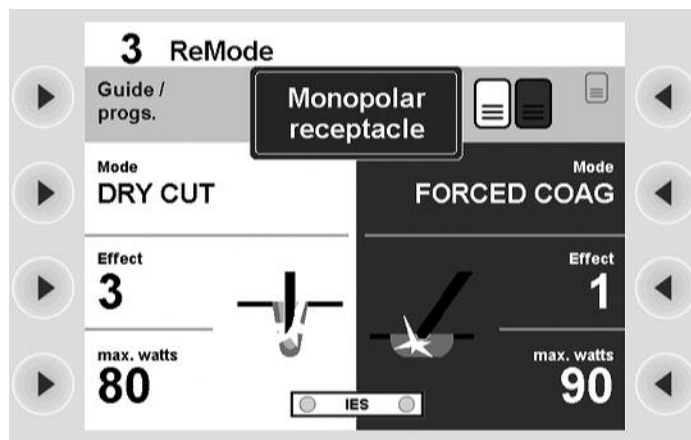 3 ReMode
Guide /
progs.
Monopolar
receptacle
Mode
DRY CUT
Mode
FORCED COAG
Effect
3
Effect
1
max. watts
80
max. watts
90
IES